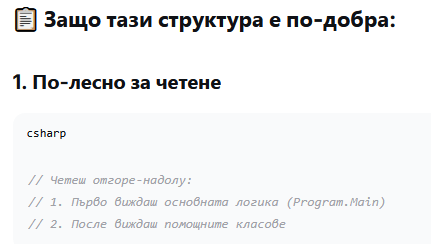 📋 Защо тази структура е по-добра:
1. По-лесно за четене
csharp
// Четеш отгоре-надолу:
// 1. Първо виждаш основната логика (Program.Main)
// 2. После виждаш помощните класове